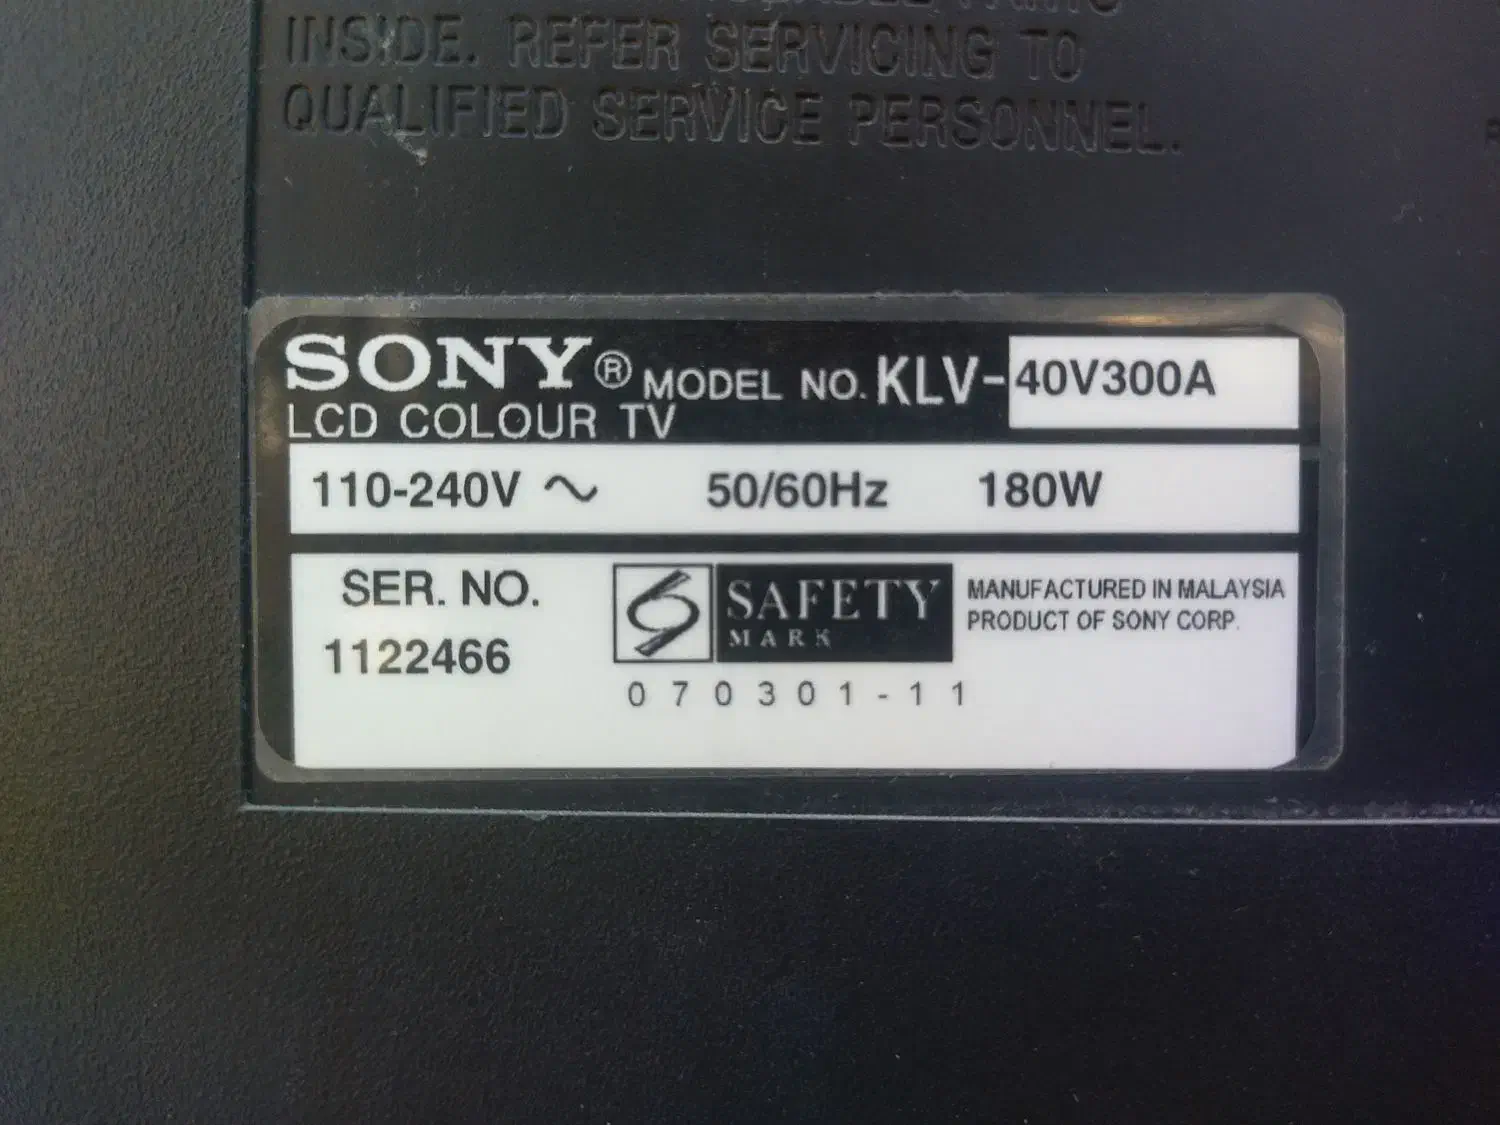 INSIDE. REFER SERVICING TO
QUALIFIED SERVICE PERSONNEL.
SONY® MODEL NO. KLV-40V300A
LCD COLOUR TV
110-240V ~ 50/60Hz 180W
SER. NO.
1122466
SAFETY
MARK
070301-11
MANUFACTURED IN MALAYSIA
PRODUCT OF SONY CORP.